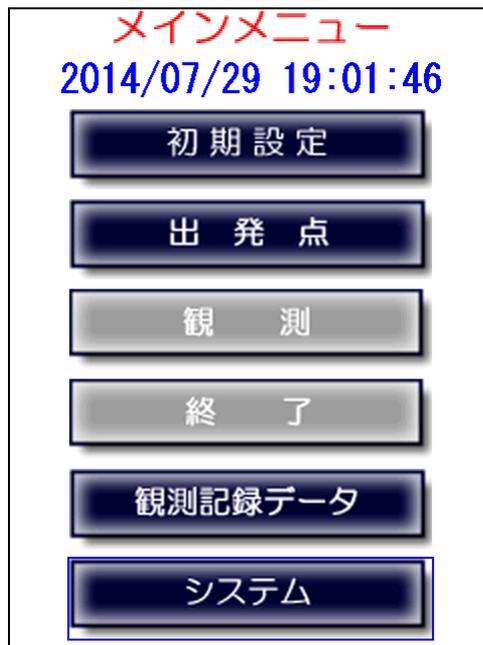 メインメニュー
2014/07/29 19:01:46
初期設定
出 発 点
観 測
終 了
観測記録データ
システム